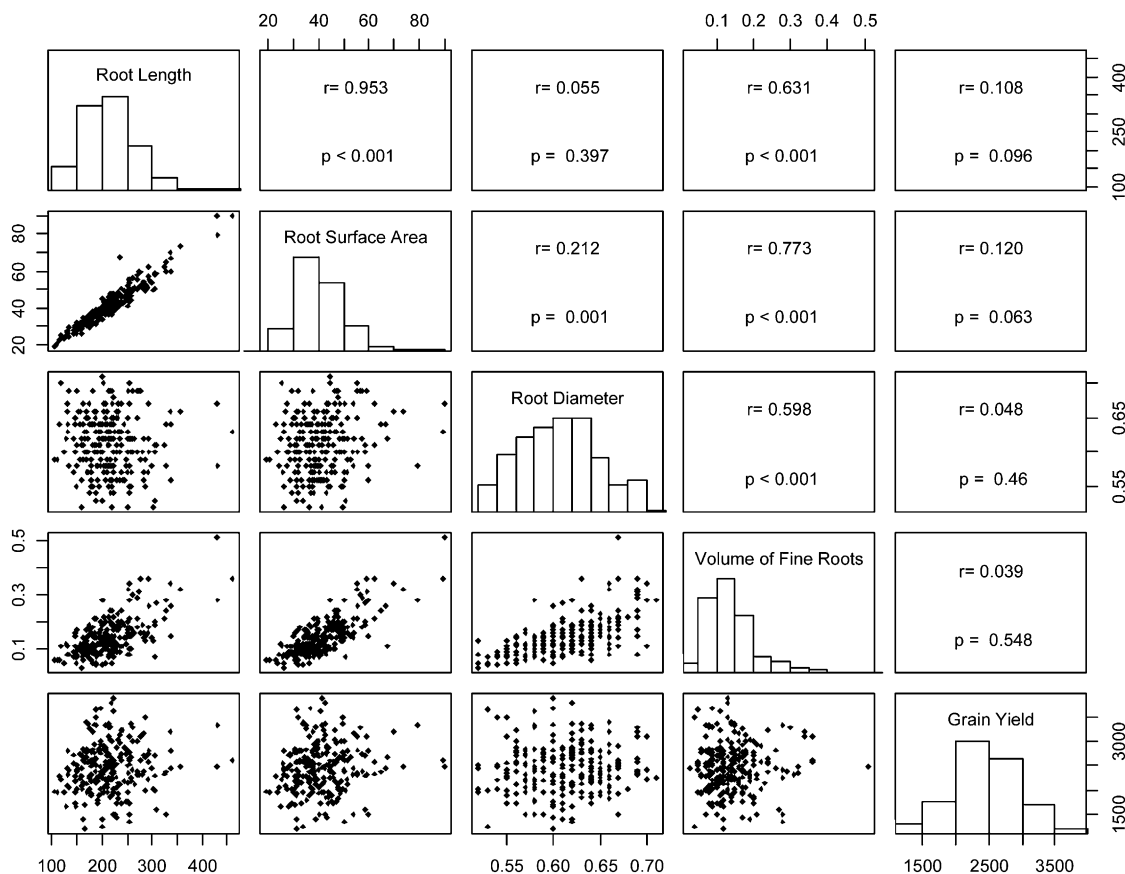 20 40 60 80 0.1 0.2 0.3 0.4 0.5
Root Length
r= 0.953
p < 0.001
r= 0.055
p = 0.397
r= 0.631
p < 0.001
r= 0.108
p = 0.096
100 250 400
20 40 60 80
Root Surface Area
r= 0.212
p = 0.001
r= 0.773
p < 0.001
r= 0.120
p = 0.063
Root Diameter
r= 0.598
p < 0.001
r= 0.048
p = 0.46
0.55 0.65
0.1 0.3 0.5
Volume of Fine Roots
r= 0.039
p = 0.548
Grain Yield
1500 3000
100 200 300 400 0.55 0.60 0.65 0.70 1500 2500 3500